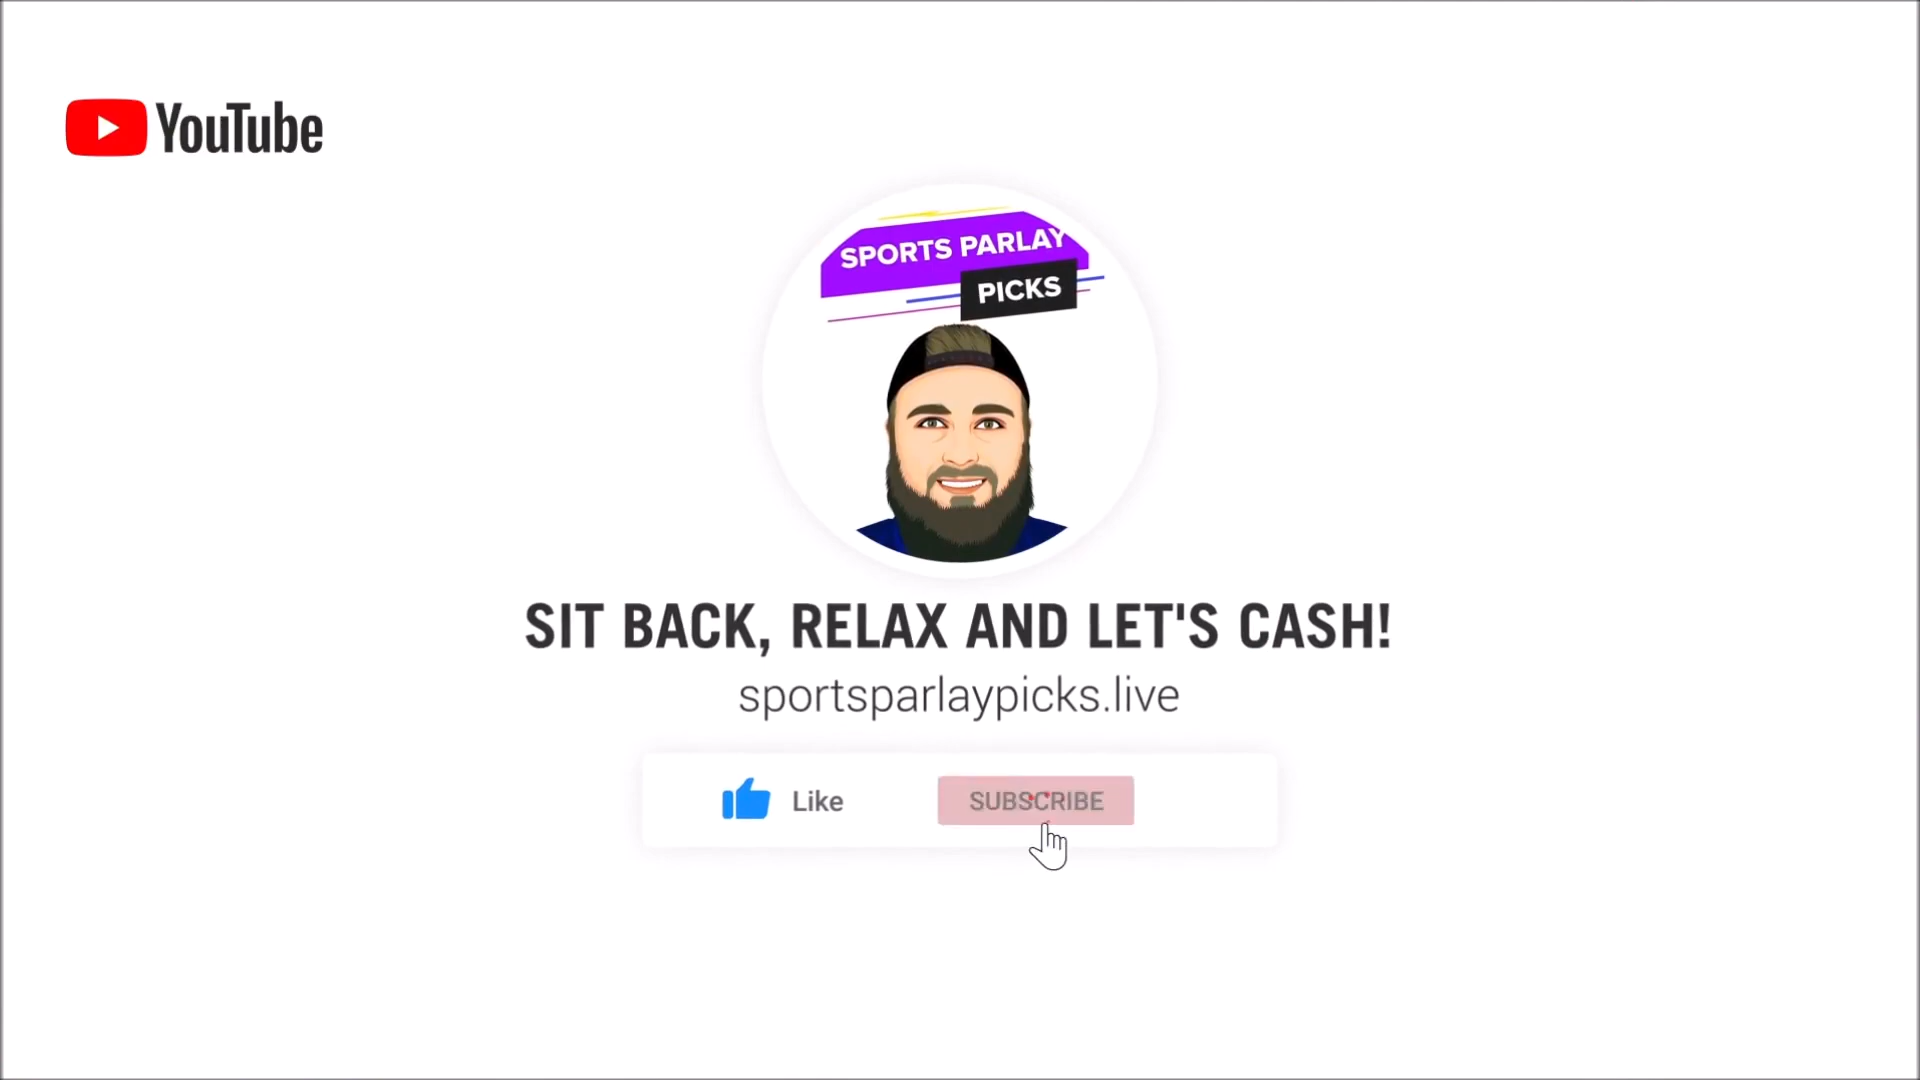 YouTube
SPORTS PARLAY
PICKS
SIT BACK, RELAX AND LET'S CASH!
sportsparlaypicks.live
Like
SUBSCRIBE